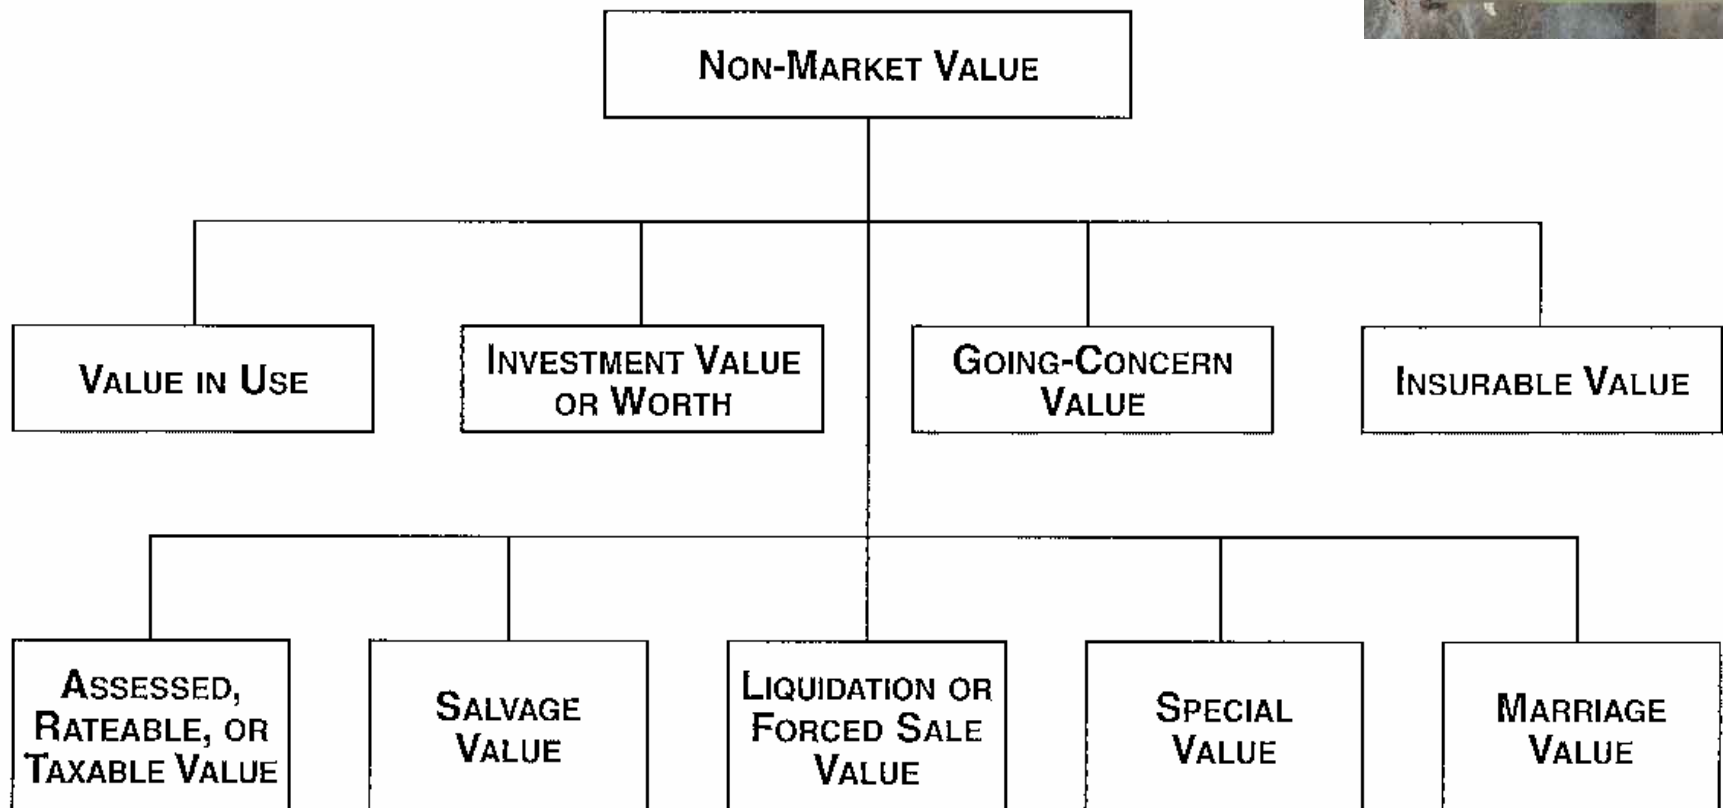 NON-MARKET VALUE
VALUE IN USE
INVESTMENT VALUE
OR WORTH
GOING-CONCERN
VALUE
INSURABLE VALUE
ASSESSED,
RATEABLE, OR
TAXABLE VALUE
SALVAGE
VALUE
LIQUIDATION OR
FORCED SALE
VALUE
SPECIAL
VALUE
MARRIAGE
VALUE